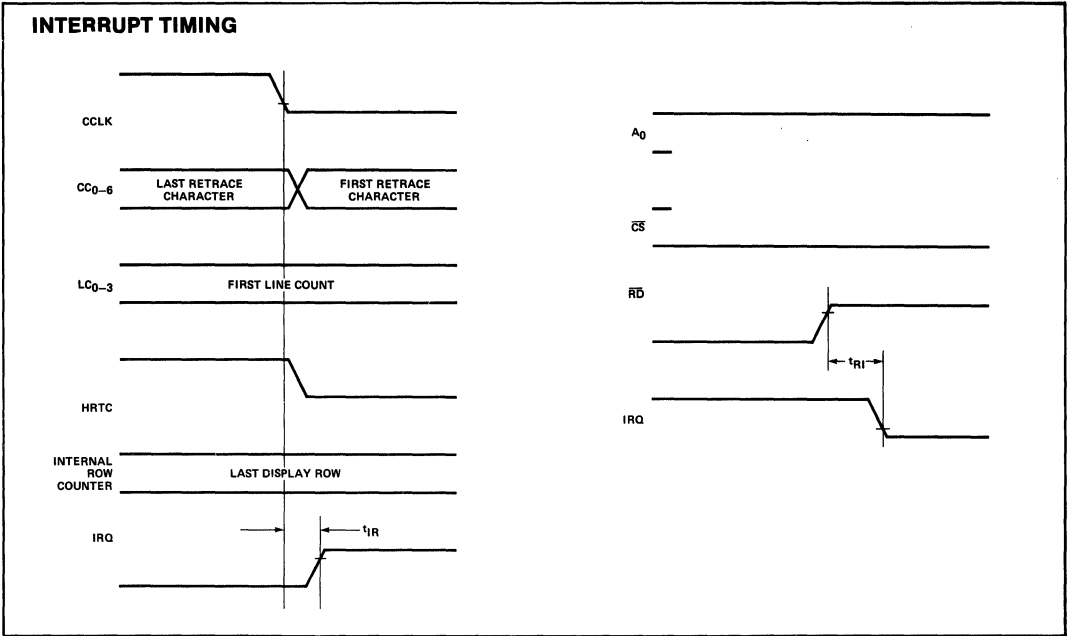 INTERRUPT TIMING
CCLK
CC0–6
LAST RETRACE
CHARACTER
FIRST RETRACE
CHARACTER
LC0–3
FIRST LINE COUNT
HRTC
INTERNAL
ROW
COUNTER
LAST DISPLAY ROW
IRQ
tIR
A0
CS
RD
tRI
IRQ